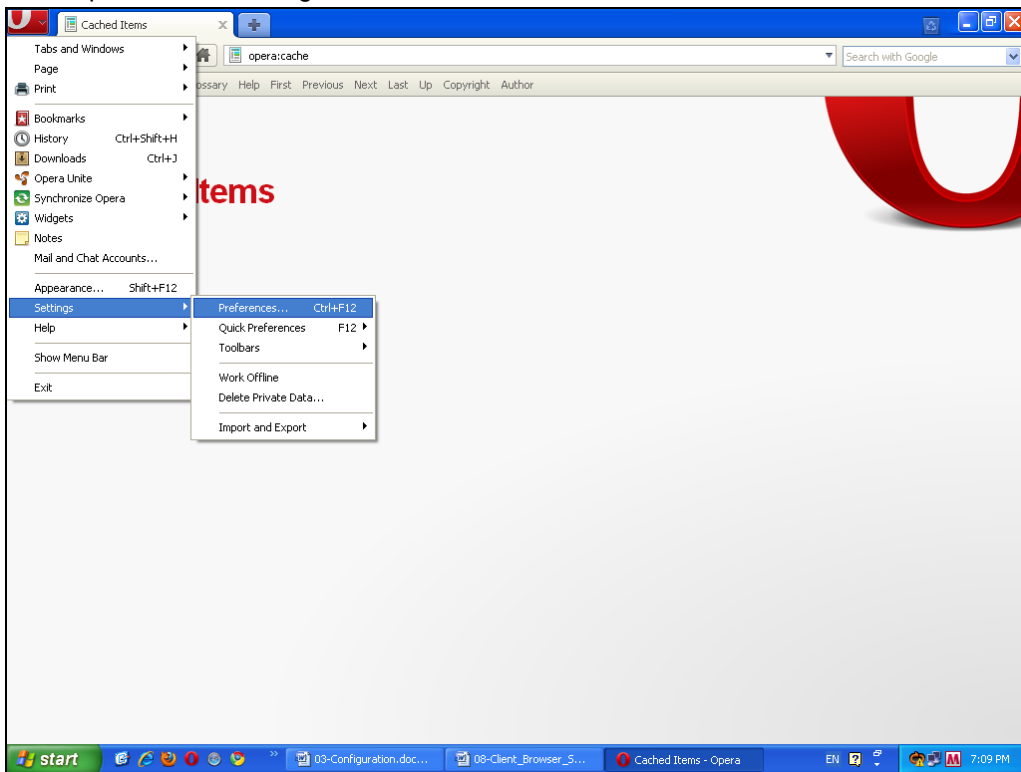 Cached Items
Tabs and Windows
Page
Print
Bookmarks
History Ctrl+Shift+H
Downloads Ctrl+J
Opera Unite
Synchronize Opera
Widgets
Notes
Mail and Chat Accounts...
Appearance... Shift+F12
Settings
Help
Show Menu Bar
Exit
opera:cache
Search with Google
ossary Help First Previous Next Last Up Copyright Author
Items
Preferences... Ctrl+F12
Quick Preferences F12
Toolbars
Work Offline
Delete Private Data...
Import and Export
start
03-Configuration.doc...
08-Client_Browser_S...
Cached Items - Opera
EN
7:09 PM